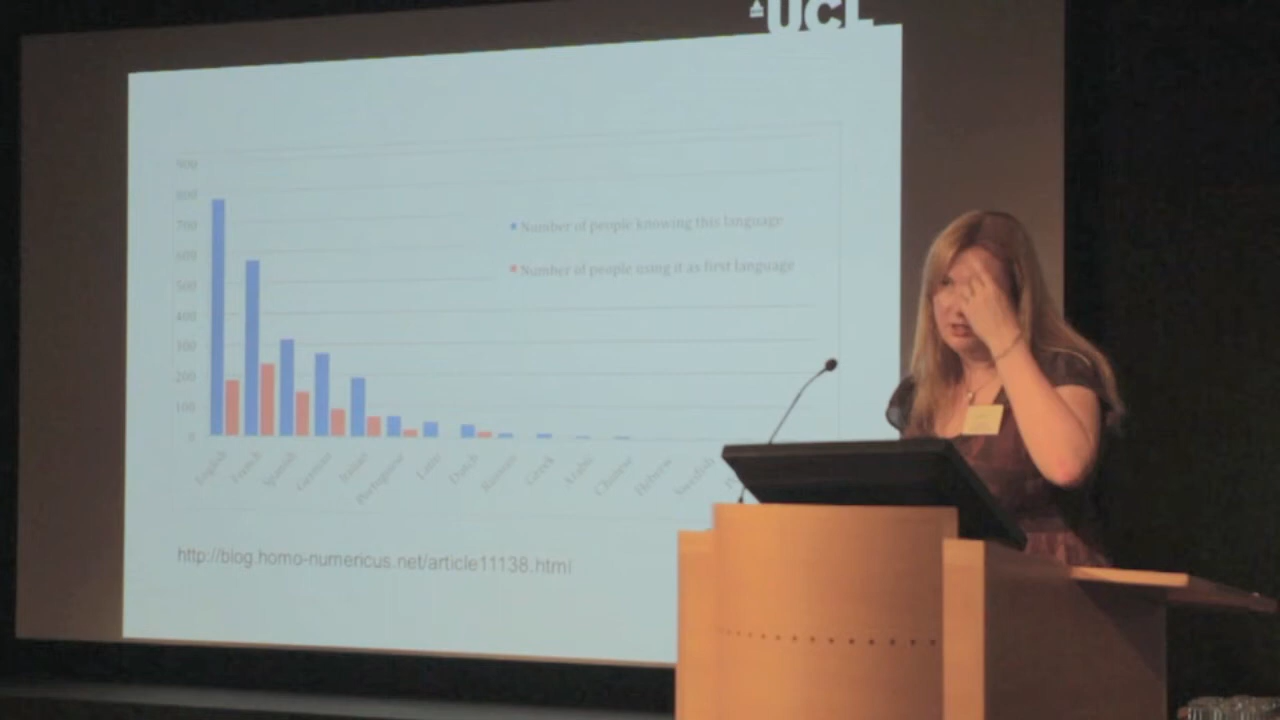 UCL
900
800
700
600
500
400
300
200
100
Number of people knowing this language
Number of people using it as first language
English
French
Spanish
German
Italian
Portuguese
Latin
Dutch
Russian
Greek
Arabic
Chinese
Hebrew
Swedish
http://blog.homo-numericus.net/article11138.html